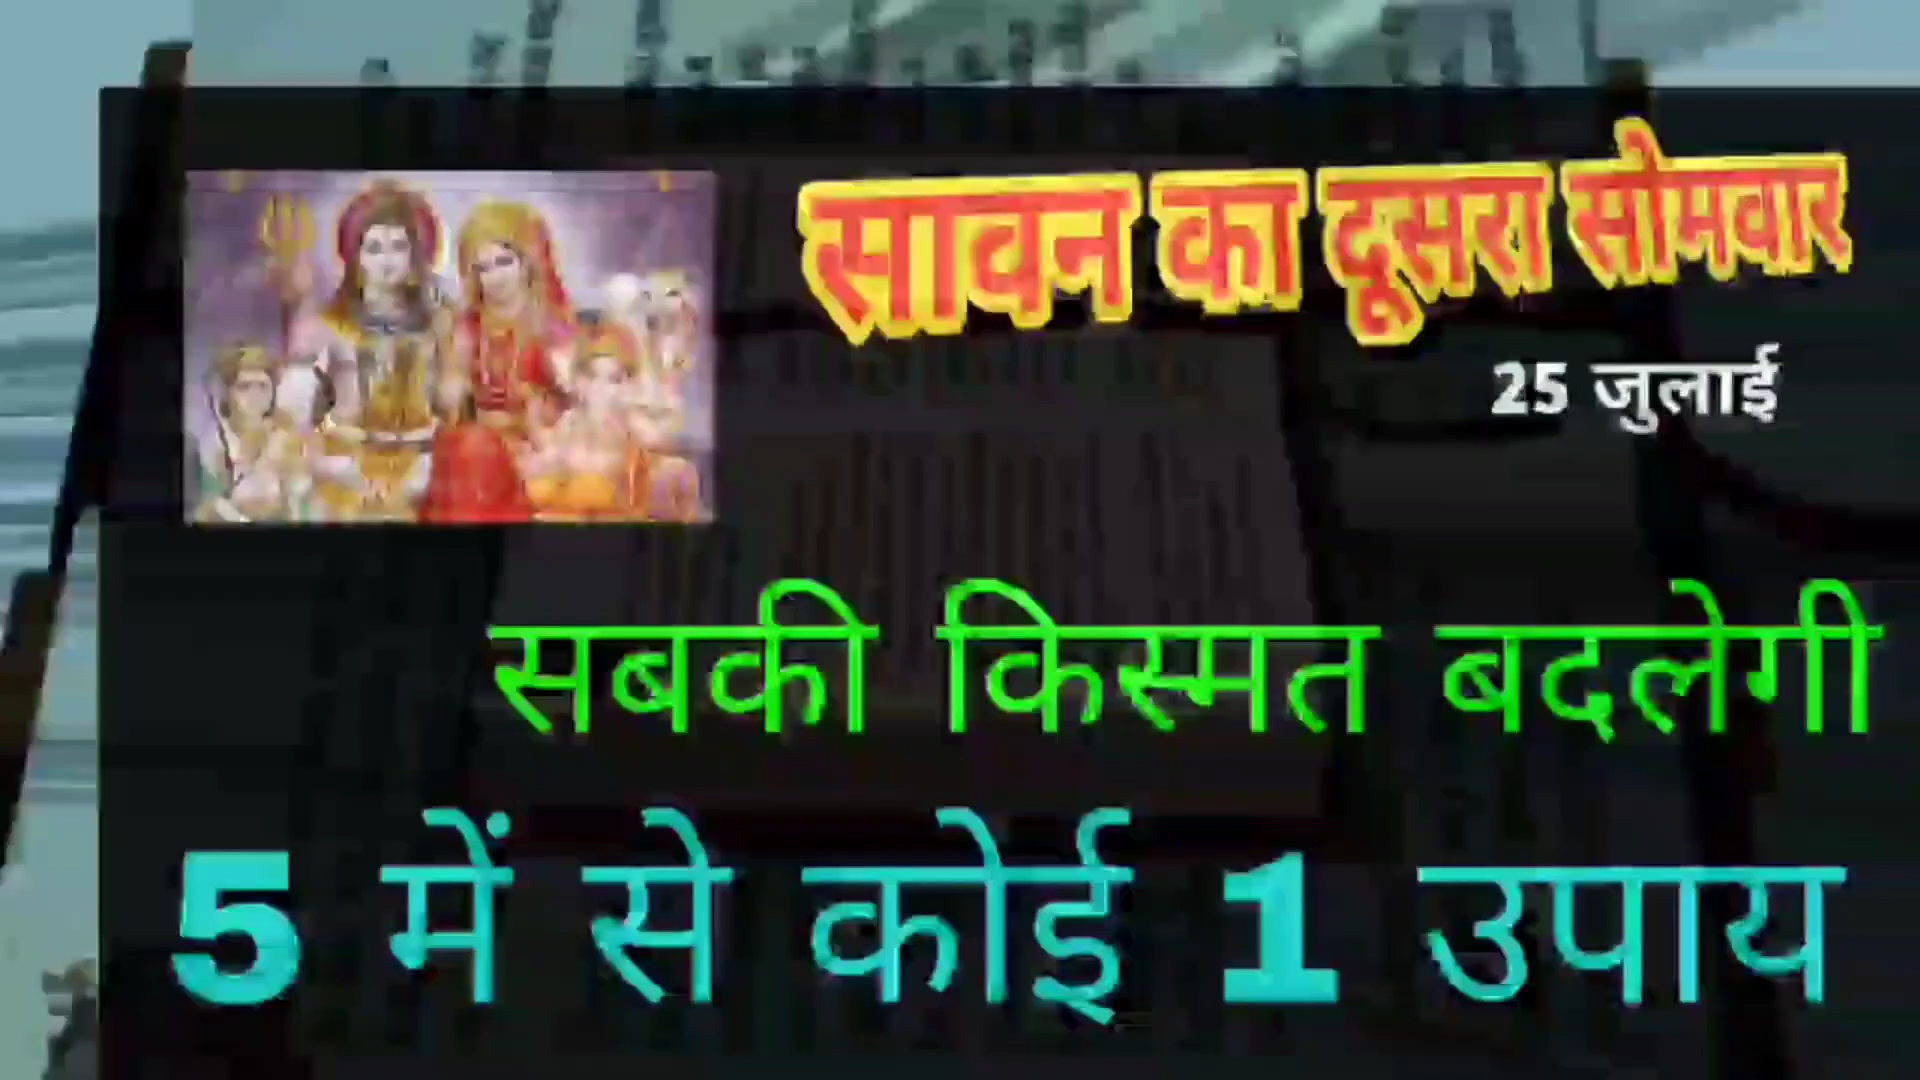 सावन का दूसरा सोमवार
25 जुलाई
सबकी किस्मत बदलेगी
5 में से कोई 1 उपाय